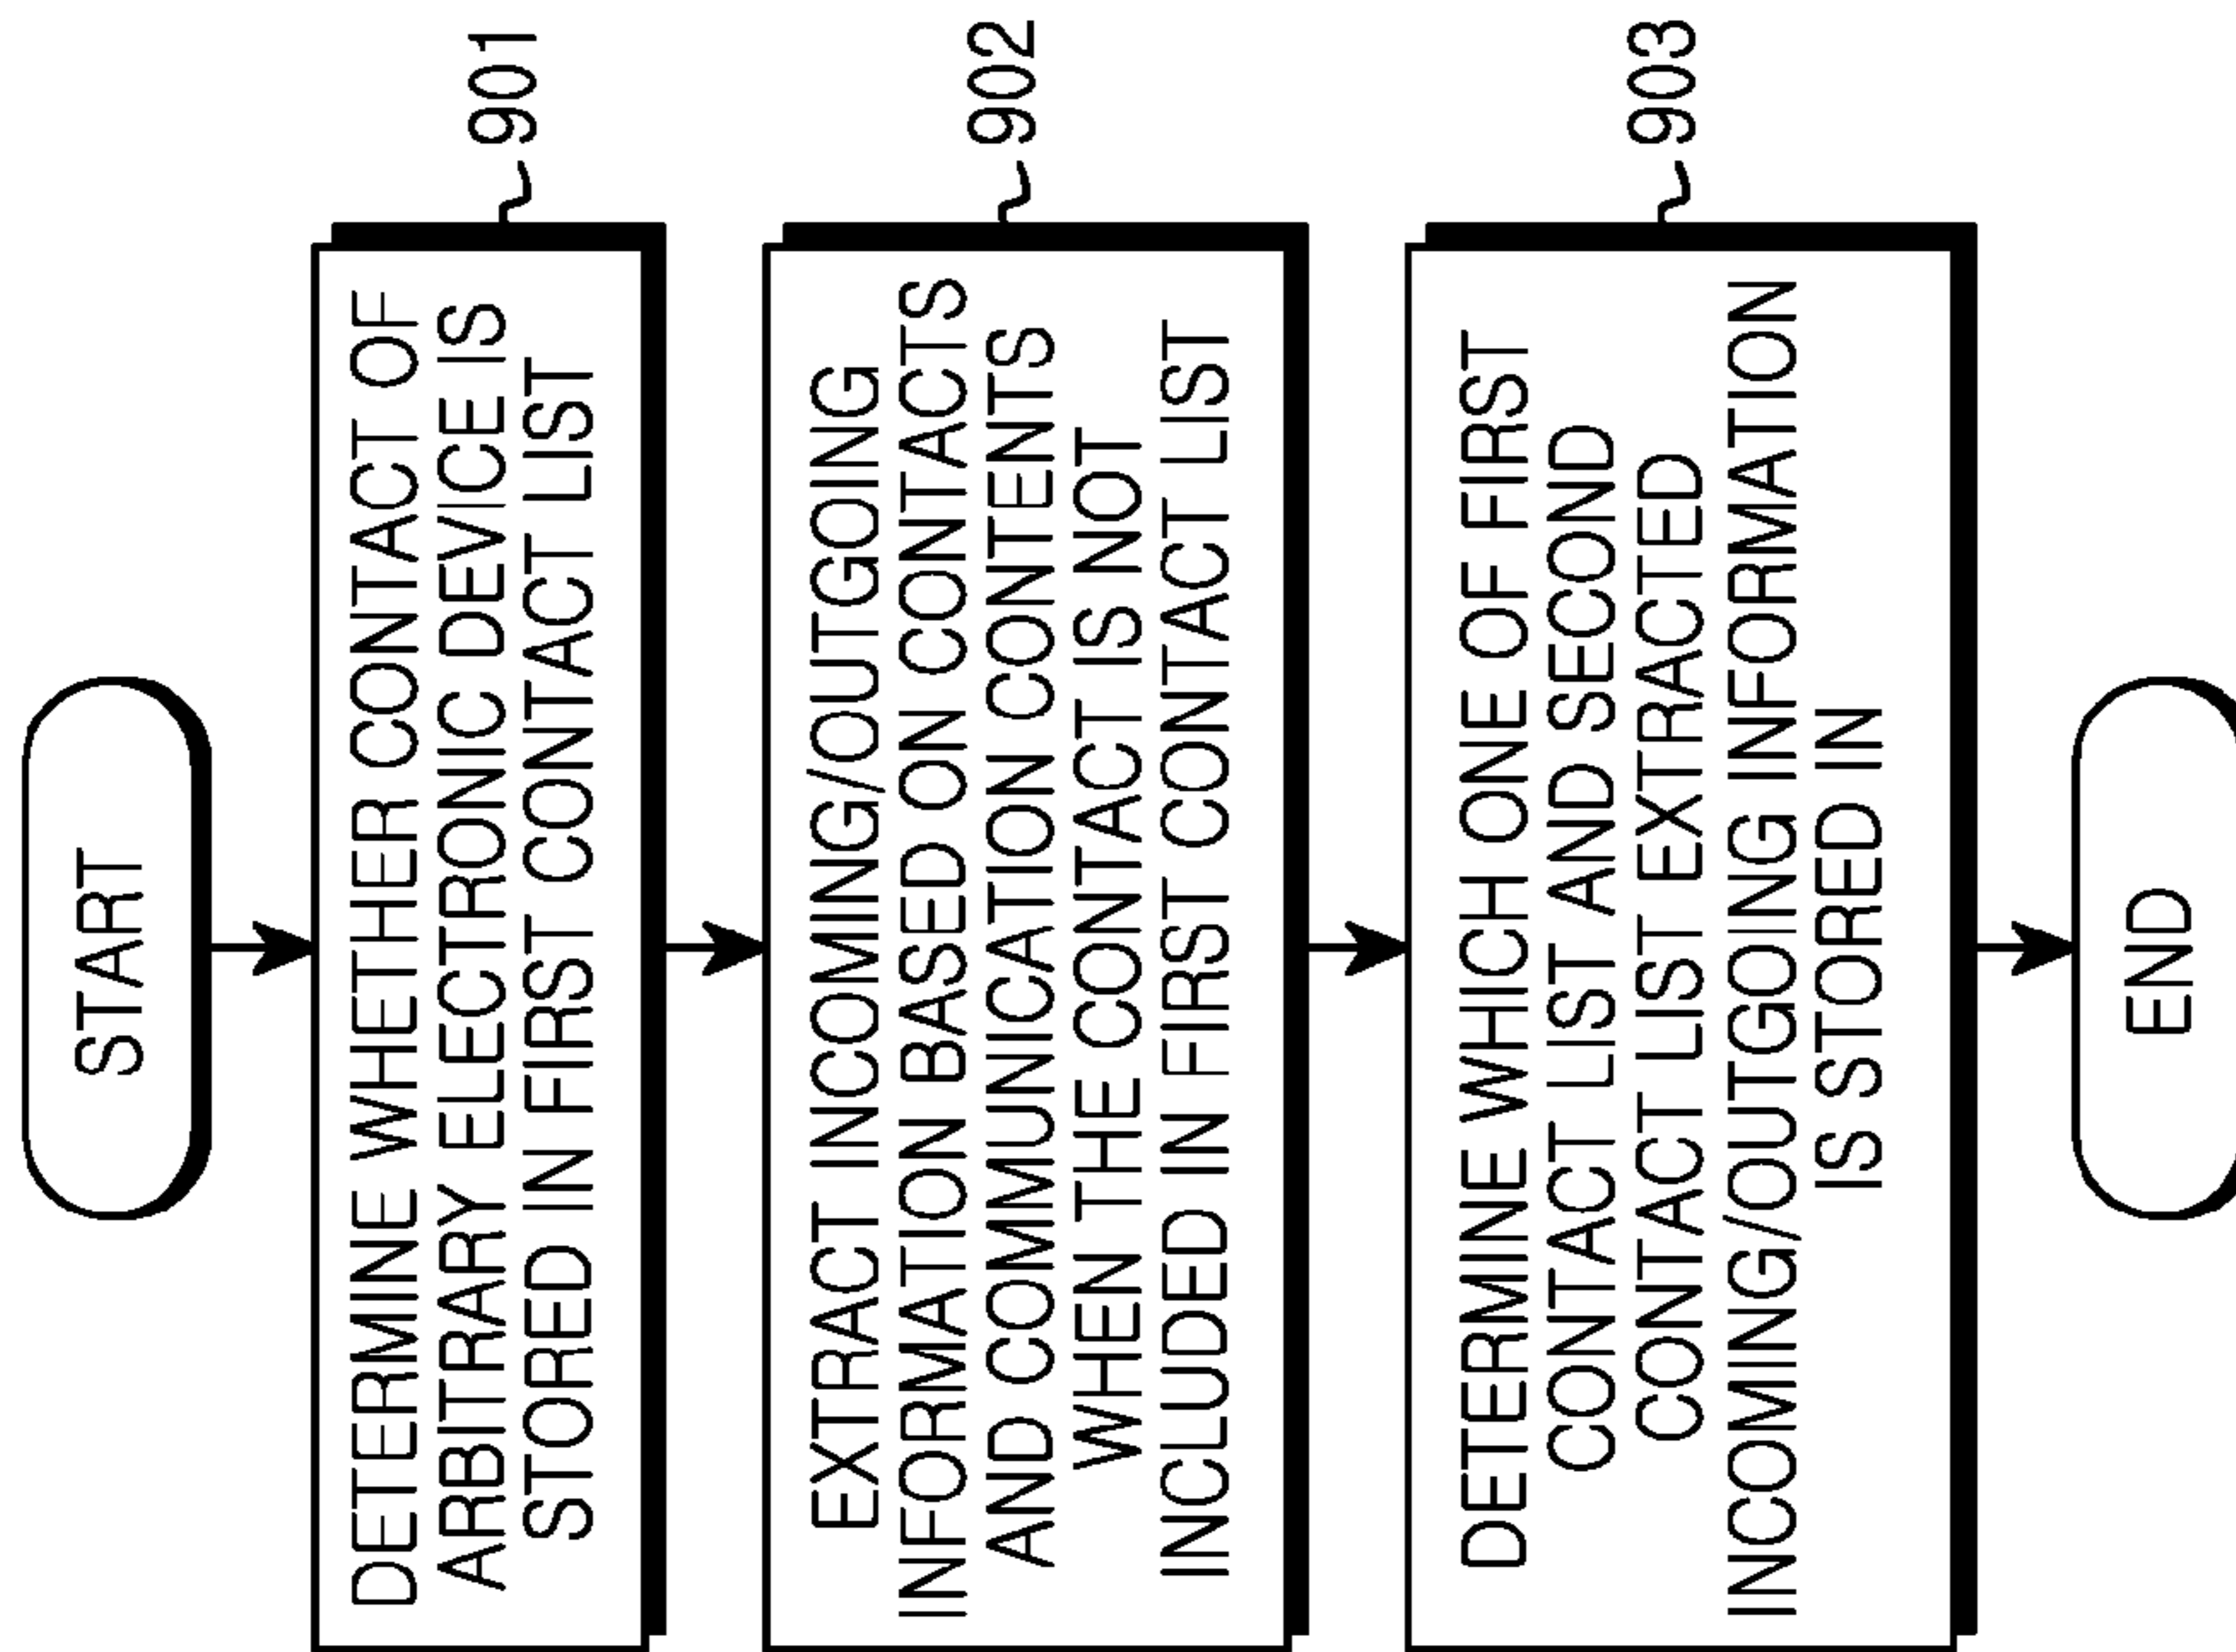 START
DETERMINE WHETHER CONTACT OF
ARBITRARY ELECTRONIC DEVICE IS
STORED IN FIRST CONTACT LIST
901
EXTRACT INCOMING/OUTGOING
INFORMATION BASED ON CONTACTS
AND COMMUNICATION CONTENTS
WHEN THE CONTACT IS NOT
INCLUDED IN FIRST CONTACT LIST
902
DETERMINE WHICH ONE OF FIRST
CONTACT LIST AND SECOND
CONTACT LIST EXTRACTED
INCOMING/OUTGOING INFORMATION
IS STORED IN
903
END